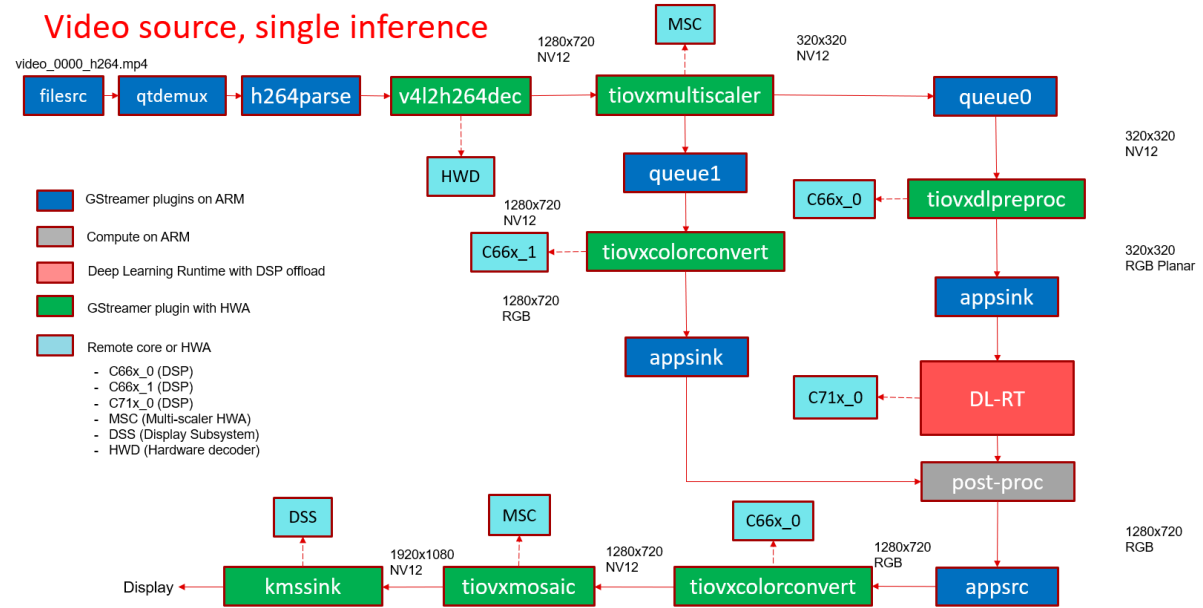 Video source, single inference
video_0000_h264.mp4
filesrc
qtdemux
h264parse
v4l2h264dec
1280x720
NV12
tiovxmultiscaler
MSC
320x320
NV12
queue0
HWD
queue1
320x320
NV12
C66x_0
tiovxdlpreproc
1280x720
NV12
C66x_1
tiovxcolorconvert
320x320
RGB Planar
1280x720
RGB
appsink
appsink
C71x_0
DL-RT
post-proc
GStreamer plugins on ARM
Compute on ARM
Deep Learning Runtime with DSP offload
GStreamer plugin with HWA
Remote core or HWA
- C66x_0 (DSP)
- C66x_1 (DSP)
- C71x_0 (DSP)
- MSC (Multi-scaler HWA)
- DSS (Display Subsystem)
- HWD (Hardware decoder)
1280x720
RGB
appsrc
1280x720
RGB
C66x_0
tiovxcolorconvert
1280x720
NV12
MSC
tiovxmosaic
1920x1080
NV12
DSS
kmssink
Display